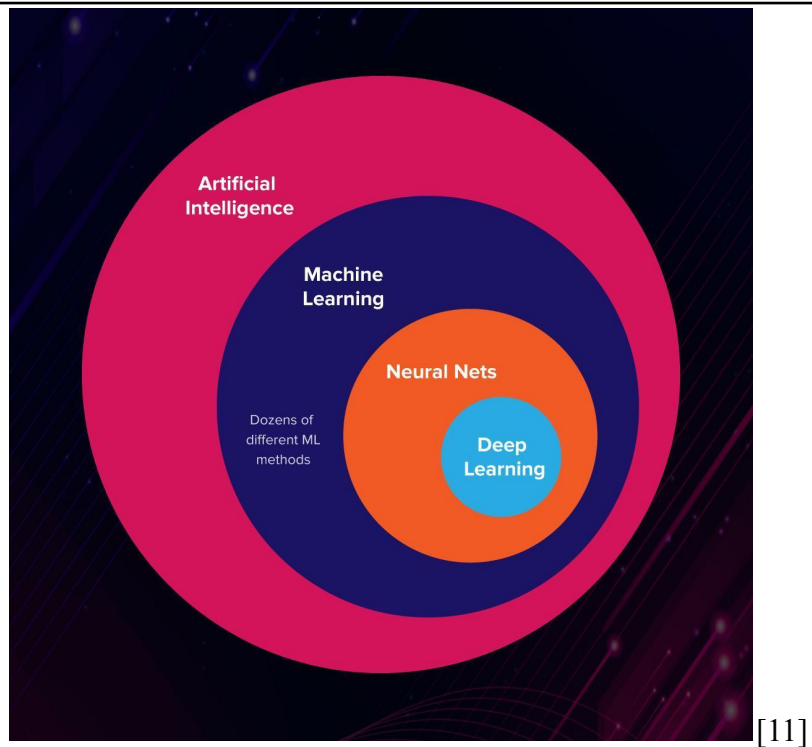 Artificial
Intelligence
Machine
Learning
Neural Nets
Dozens of
different ML
methods
Deep
Learning
[11]